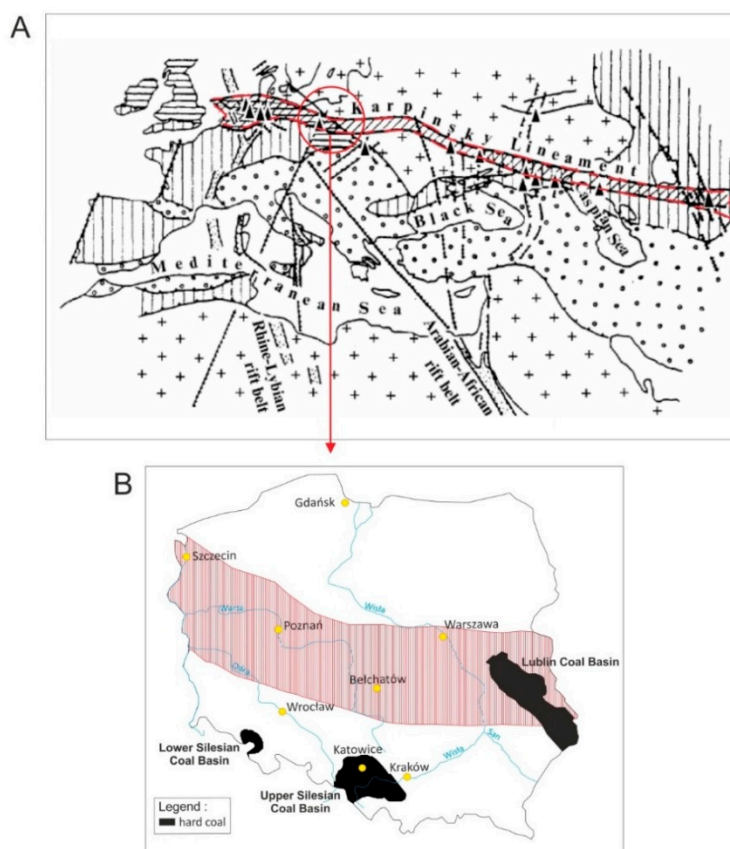 A
Karpinsky Lineament
Black Sea
Caspian Sea
Mediterranean Sea
Rhine-Lybian
rift belt
Arabian-African
rift belt
B
Gdańsk
Szczecin
Wisła
Warta
Poznań
Warszawa
Lublin Coal Basin
Odra
Bełchatów
Wrocław
San
Lower Silesian
Coal Basin
Katowice
Wisła
Kraków
Upper Silesian
Coal Basin
Legend :
hard coal